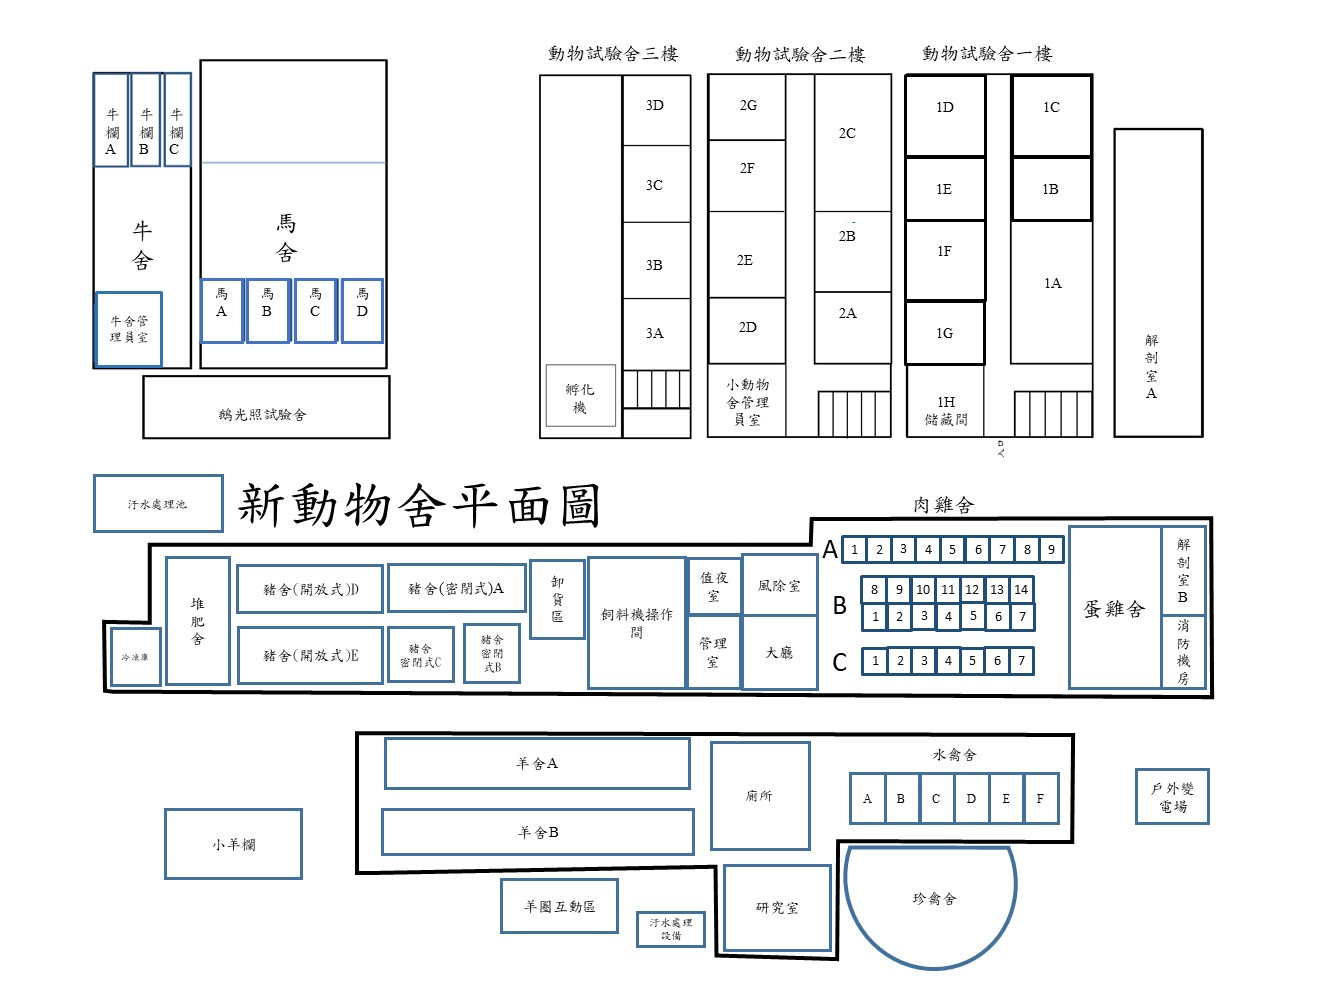 動物試驗舍三樓
動物試驗舍二樓
動物試驗舍一樓
牛欄A
牛欄B
牛欄C
牛舍
牛舍管
理員室
馬舍
馬A
馬B
馬C
馬D
鵝光照試驗舍
3D
3C
3B
3A
孵化
機
2G
2F
2E
2D
小動物
舍管理
員室
2C
2B
2A
1D
1E
1F
1G
1H
儲藏間
1C
1B
1A
解剖室A
汙水處理池
新動物舍平面圖
肉雞舍
冷凍庫
堆肥舍
豬舍(開放式)D
豬舍(密閉式)A
豬舍(開放式)E
豬舍
密閉式C
豬舍
密閉
式B
卸貨區
飼料機操作
間
值夜
室
管理
室
風除室
大廳
A
1 2 3 4 5 6 7 8 9
B
8 9 10 11 12 13 14
1 2 3 4 5 6 7
C
1 2 3 4 5 6 7
蛋雞舍
解剖室B
消防機房
羊舍A
羊舍B
廁所
水禽舍
A B C D E F
戶外變
電場
小羊欄
羊圈互動區
汙水處理
設備
研究室
珍禽舍